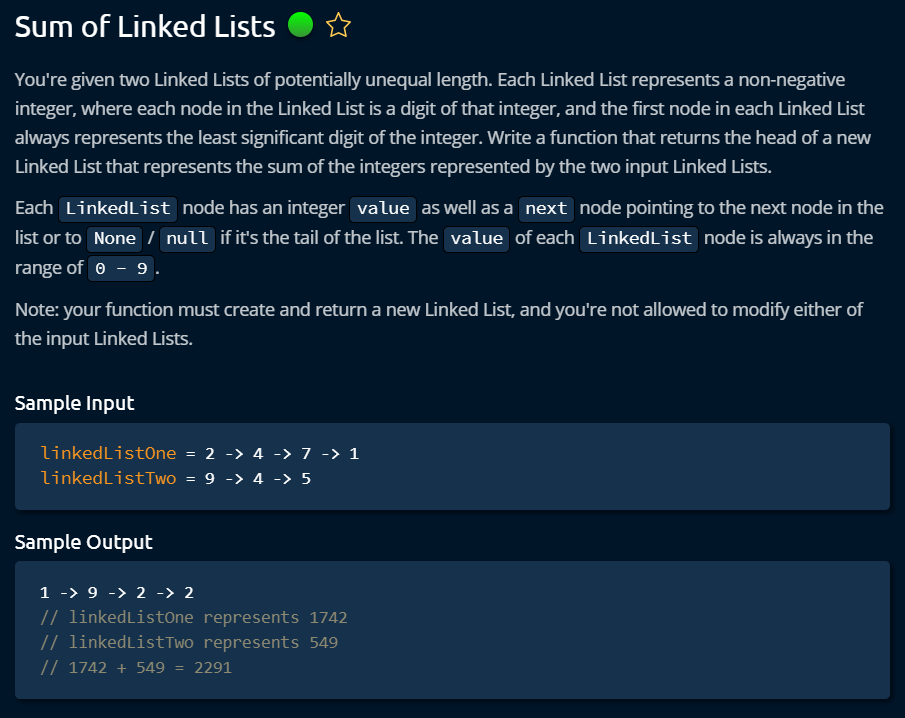 Sum of Linked Lists
You're given two Linked Lists of potentially unequal length. Each Linked List represents a non-negative
integer, where each node in the Linked List is a digit of that integer, and the first node in each Linked List
always represents the least significant digit of the integer. Write a function that returns the head of a new
Linked List that represents the sum of the integers represented by the two input Linked Lists.
Each LinkedList node has an integer value as well as a next node pointing to the next node in the
list or to None / null if it's the tail of the list. The value of each LinkedList node is always in the
range of 0 - 9.
Note: your function must create and return a new Linked List, and you're not allowed to modify either of
the input Linked Lists.
Sample Input
linkedListOne = 2 -> 4 -> 7 -> 1
linkedListTwo = 9 -> 4 -> 5
Sample Output
1 -> 9 -> 2 -> 2
// linkedListOne represents 1742
// linkedListTwo represents 549
// 1742 + 549 = 2291